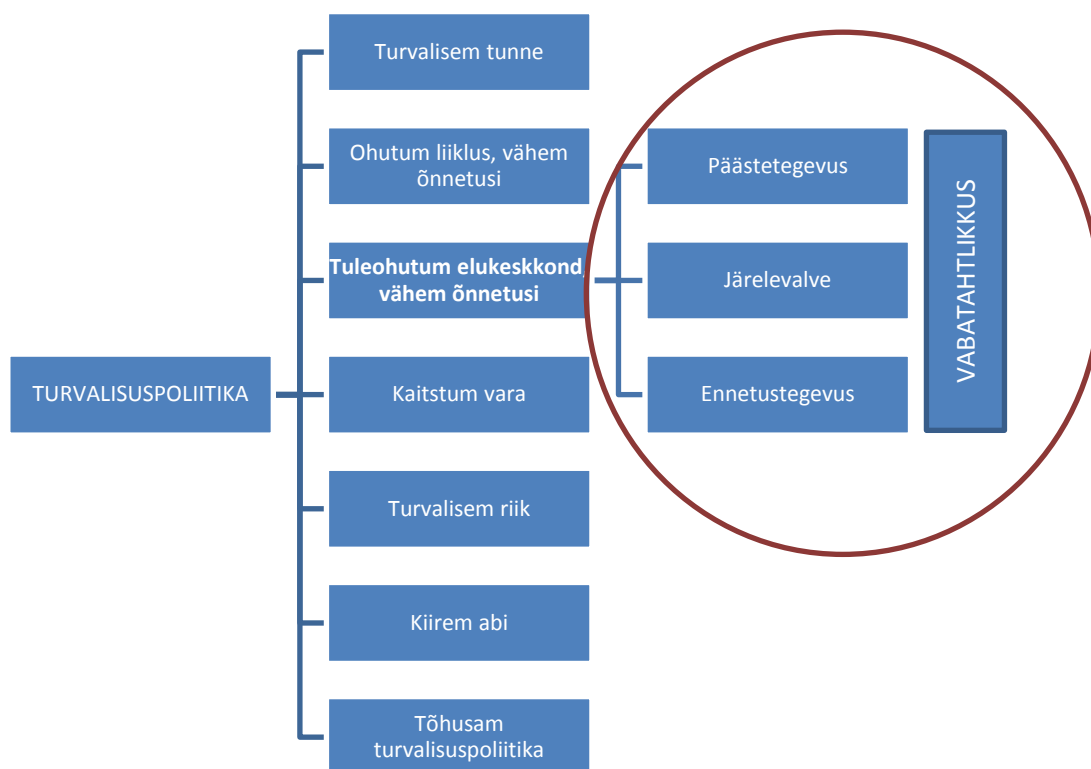 TURVALISUSPOLIITIKA
Turvalisem tunne
Ohutum liiklus, vähem
õnnetusi
Tuleohutum elukeskkond,
vähem õnnetusi
Kaitstum vara
Turvalisem riik
Kiirem abi
Tõhusam
turvalisuspoliitika
Päästetegevus
Järelevalve
Ennetustegevus
VABATAHTLIKKUS